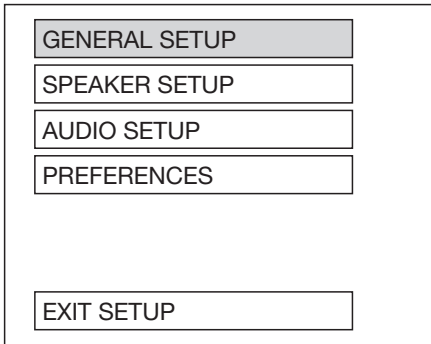 GENERAL SETUP
SPEAKER SETUP
AUDIO SETUP
PREFERENCES
EXIT SETUP